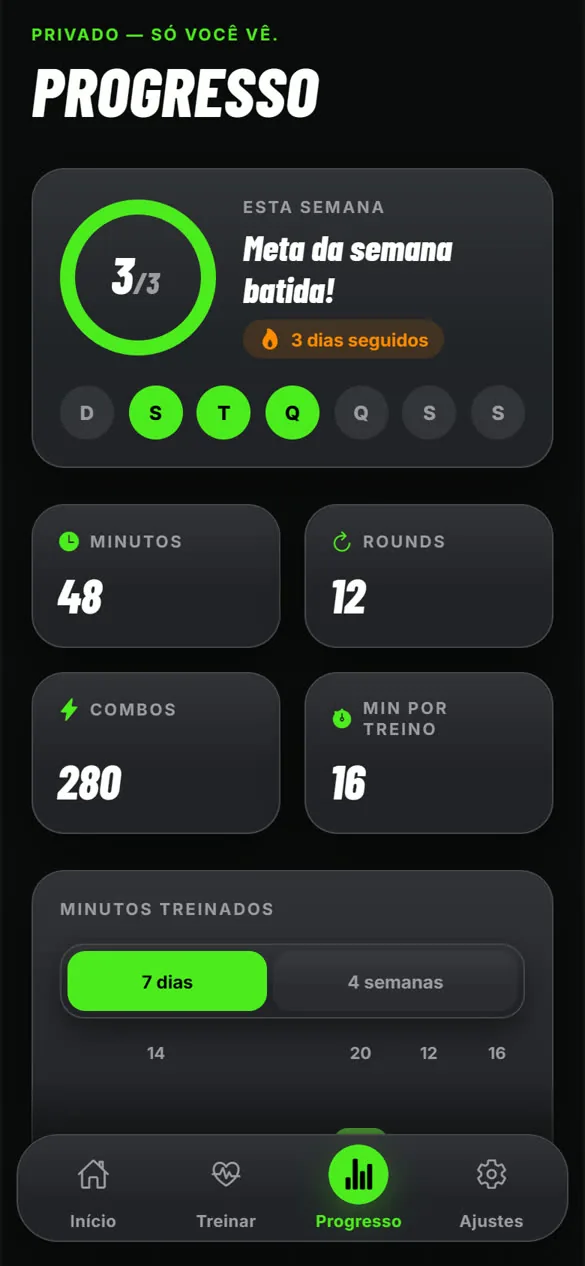 PRIVADO — SÓ VOCÊ VÊ.
PROGRESSO
3/3
ESTA SEMANA
Meta da semana
batida!
3 dias seguidos
D S T Q Q S S
MINUTOS
48
ROUNDS
12
COMBOS
280
MIN POR
TREINO
16
MINUTOS TREINADOS
7 dias
4 semanas
14 20 12 16
Início
Treinar
Progresso
Ajustes